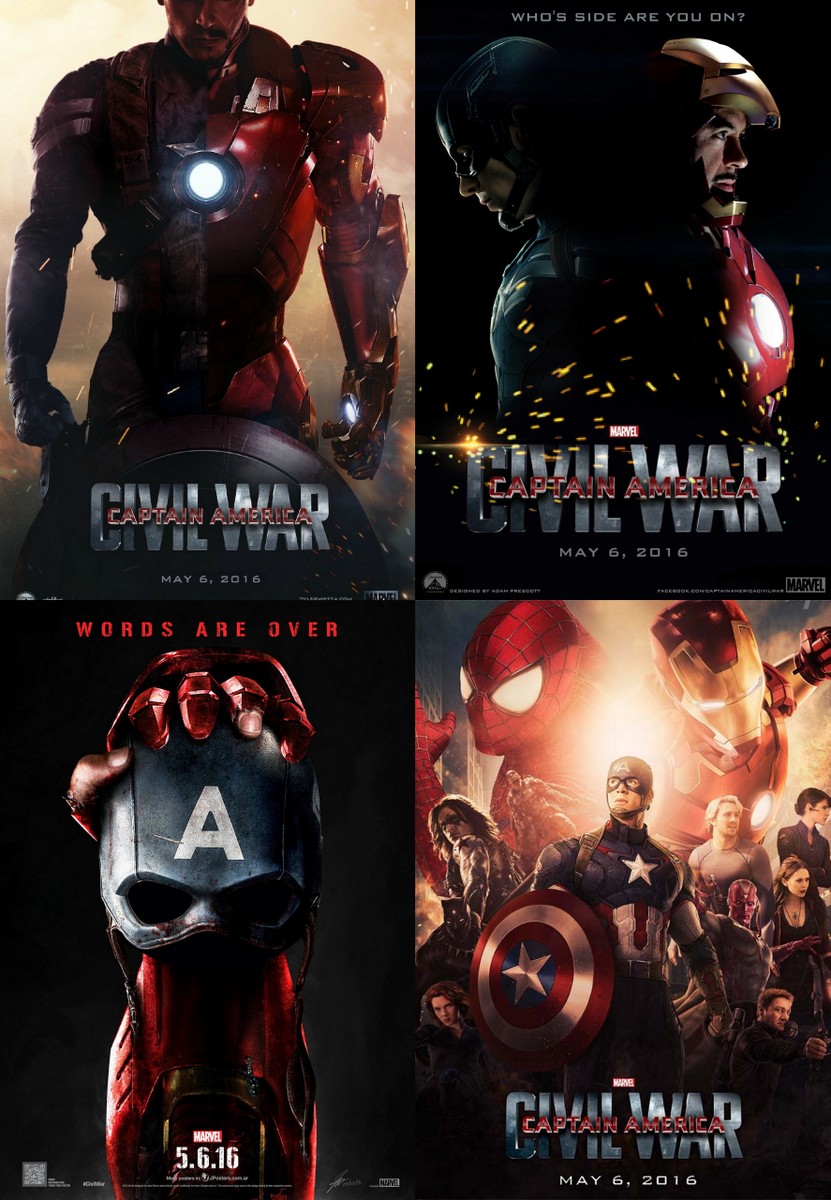 CIVIL WAR
CAPTAIN AMERICA
MAY 6, 2016
MARVEL
WHO'S SIDE ARE YOU ON?
MARVEL
CIVIL WAR
CAPTAIN AMERICA
MAY 6, 2016
DESIGNED BY ADAM PRESCOTT
FACEBOOK.COM/CAPTAINAMERICACIVILWAR
MARVEL
WORDS ARE OVER
A
MARVEL
5.6.16
#CivilWar
MARVEL
MARVEL
CIVIL WAR
CAPTAIN AMERICA
MAY 6, 2016